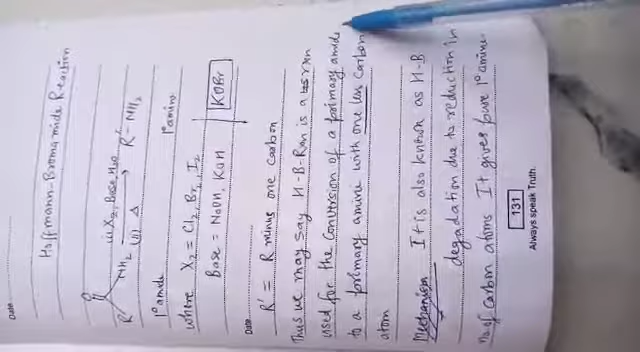 Date
Hoffmann-Bromamide Reaction
R NH2 (i) X2, Base, H2O (ii) Δ R'-NH2
1° amide 1° amine
where X2 = Cl2, Br2, I2
Base = NaOH, KOH KOBr
Date
R' = R minus one carbon
Thus we may say H-B-Rxn is a rxn
used for the conversion of a primary amide
to a primary amine with one less carbon
atom
Mechanism It is also known as H-B
degradation due to reduction in
no of carbon atoms It gives pure 1° amine.
131
Always speak Truth.